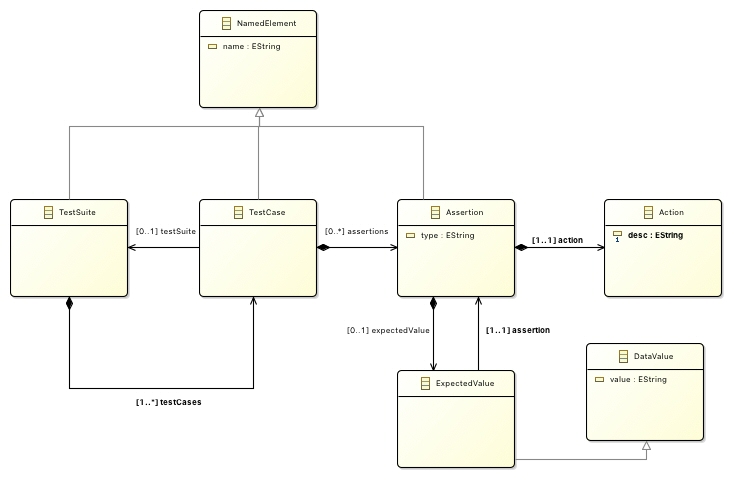 NamedElement
name : EString
TestSuite
TestCase
Assertion
type : EString
Action
desc : EString
1
[0..1] testSuite
[0..*] assertions
[1..1] action
[0..1] expectedValue
[1..1] assertion
[1..*] testCases
ExpectedValue
DataValue
value : EString